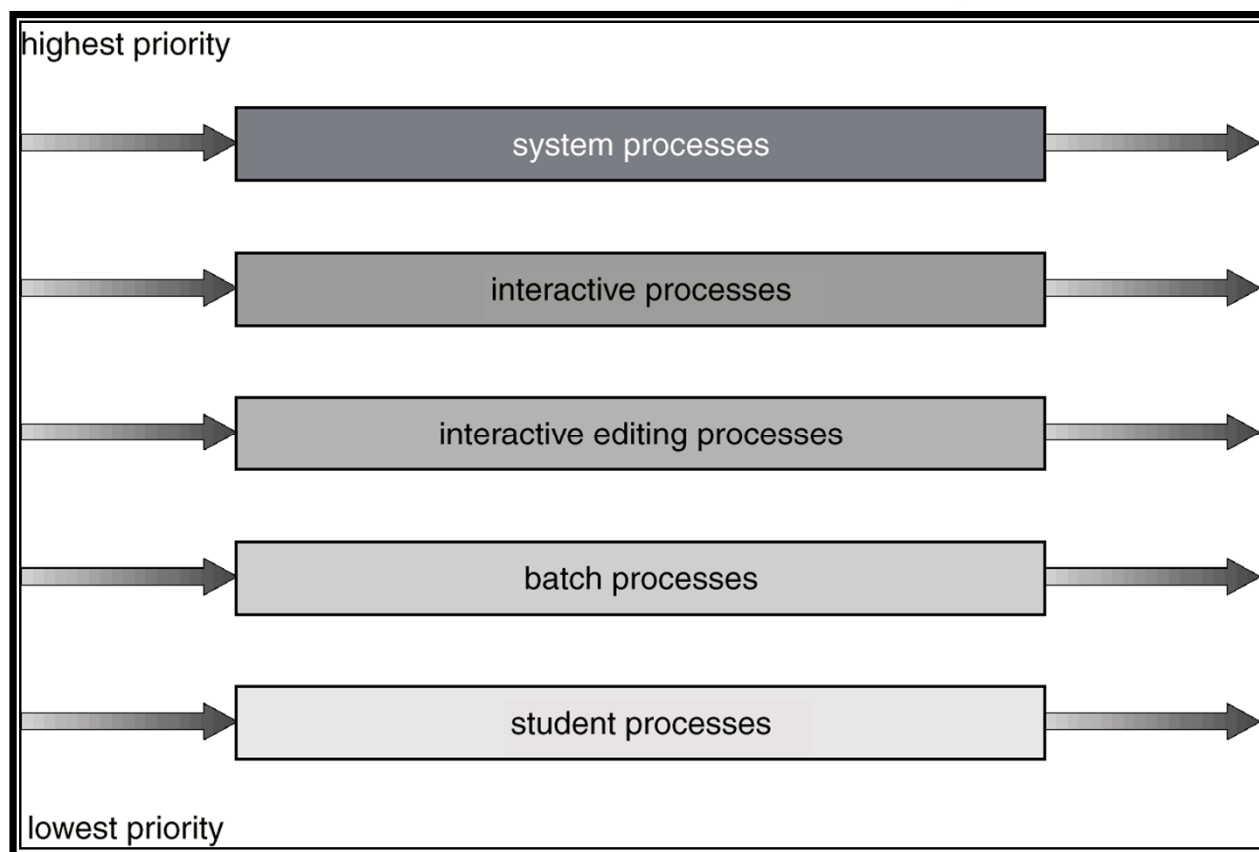 highest priority
system processes
interactive processes
interactive editing processes
batch processes
student processes
lowest priority